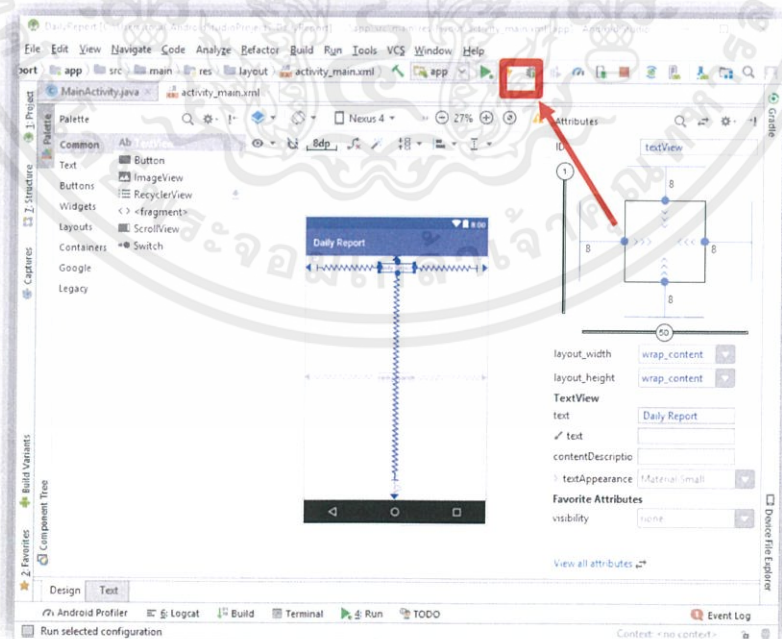 File Edit View Navigate Code Analyze Refactor Build Run Tools VCS Window Help
port app src main res layout activity_main.xml app
MainActivity.java activity_main.xml
1: Project
Z: Structure
Captures
Build Variants
2: Favorites
Palette
Component Tree
Palette
Common
Text
Buttons
Widgets
Layouts
Containers
Google
Legacy
Ab TextView
Button
ImageView
RecyclerView
<> <fragment>
ScrollView
Switch
Nexus 4
27%
8dp
8:00
Daily Report
Attributes
ID textView
1
8
8
8
8
50
layout_width wrap_content
layout_height wrap_content
TextView
text Daily Report
text
contentDescriptio
textAppearance Material Small
Favorite Attributes
visibility none
View all attributes
Gradle
Device File Explorer
Design Text
Android Profiler 6: Logcat Build Terminal 4: Run TODO Event Log
Run selected configuration Context: <no context>